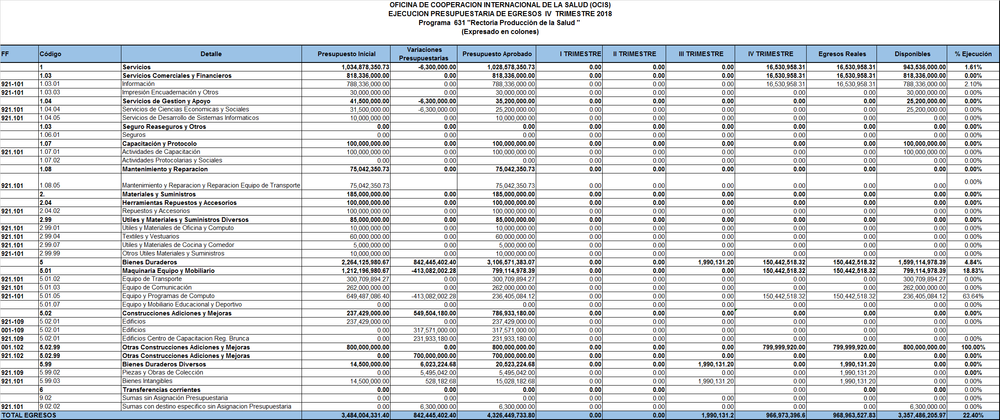 OFICINA DE COOPERACION INTERNACIONAL DE LA SALUD (OCIS)
EJECUCION PRESUPUESTARIA DE EGRESOS IV TRIMESTRE 2018
Programa 631 "Rectoria Producción de la Salud "
(Expresado en colones)
FF Código Detalle Presupuesto Inicial Variaciones Presupuestarias Presupuesto Aprobado I TRIMESTRE II TRIMESTRE III TRIMESTRE IV TRIMESTRE Egresos Reales Disponibles % Ejecución
1 Servicios 1,034,878,350.73 -6,300,000.00 1,028,578,350.73 0.00 0.00 0.00 16,530,958.31 16,530,958.31 943,536,000.00 1.61%
1.03 Servicios Comerciales y Financieros 818,336,000.00 0.00 818,336,000.00 0.00 0.00 0.00 16,530,958.31 16,530,958.31 818,336,000.00 0.00%
921-101 1.03.01 Información 788,336,000.00 0.00 788,336,000.00 0.00 0.00 0.00 16,530,958.31 16,530,958.31 788,336,000.00 2.10%
921-101 1.03.03 Impresión Encuadernación y Otros 30,000,000.00 0.00 30,000,000.00 0.00 0.00 0.00 0.00 0.00 30,000,000.00 0.00%
1.04 Servicios de Gestion y Apoyo 41,500,000.00 -6,300,000.00 35,200,000.00 0.00 0.00 0.00 0.00 0.00 25,200,000.00 0.00%
921.101 1.04.04 Servicios de Ciencias Economicas y Sociales 31,500,000.00 -6,300,000.00 25,200,000.00 0.00 0.00 0.00 0.00 0.00 25,200,000.00 0.00%
921.101 1.04.05 Servicios de Desarrollo de Sistemas Informaticos 10,000,000.00 0.00 10,000,000.00 0.00 0.00 0.00 0.00 0.00 0.00 0.00%
1.03 Seguro Reaseguros y Otros 0.00 0.00 0.00 0.00 0.00 0.00 0.00 0.00 0.00 0.00%
1.06.01 Seguros 0.00 0.00 0.00 0.00 0.00 0.00 0.00 0.00 0.00 0.00%
1.07 Capacitación y Protocolo 100,000,000.00 0.00 100,000,000.00 0.00 0.00 0.00 0.00 0.00 100,000,000.00 0.00%
921.101 1.07.01 Actividades de Capacitación 100,000,000.00 0.00 100,000,000.00 0.00 0.00 0.00 0.00 0.00 100,000,000.00 0.00%
1.07.02 Actividades Protocolarias y Sociales 0.00 0.00 0.00 0.00 0.00 0.00 0.00 0.00 0.00 0.00%
1.08 Mantenimiento y Reparacion 75,042,350.73 0.00 75,042,350.73 0.00 0.00 0.00 0.00 0.00 0.00 0.00%
921.101 1.08.05 Mantenimiento y Reparacion y Reparacion Equipo de Transporte 75,042,350.73 75,042,350.73 0.00 0.00 0.00 0.00 0.00 0.00 0.00%
2. Materiales y Suministros 185,000,000.00 0.00 185,000,000.00 0.00 0.00 0.00 0.00 0.00 0.00 0.00%
2.04 Herramientas Repuestos y Accesorios 100,000,000.00 0.00 100,000,000.00 0.00 0.00 0.00 0.00 0.00 0.00 0.00%
921.101 2.04.02 Repuestos y Accesorios 100,000,000.00 0.00 100,000,000.00 0.00 0.00 0.00 0.00 0.00 0.00 0.00%
2.99 Utiles y Materiales y Suministros Diversos 85,000,000.00 0.00 85,000,000.00 0.00 0.00 0.00 0.00 0.00 0.00 0.00%
921.101 2.99.01 Utiles y Materiales de Oficina y Computo 10,000,000.00 0.00 10,000,000.00 0.00 0.00 0.00 0.00 0.00 0.00 0.00%
921.101 2.99.04 Textiles y Vestuarios 60,000,000.00 0.00 60,000,000.00 0.00 0.00 0.00 0.00 0.00 0.00 0.00%
921.101 2.99.07 Utiles y Materiales de Cocina y Comedor 5,000,000.00 0.00 5,000,000.00 0.00 0.00 0.00 0.00 0.00 0.00 0.00%
921-101 2.99.99 Otros Utiles Materiales y Suministros 10,000,000.00 0.00 10,000,000.00 0.00 0.00 0.00 0.00 0.00 0.00 0.00%
5 Bienes Duraderos 2,264,125,980.67 842,445,402.40 3,106,571,383.07 0.00 0.00 1,990,131.20 150,442,518.32 150,442,518.32 1,599,114,978.39 4.84%
5.01 Maquinaria Equipo y Mobiliario 1,212,196,980.67 -413,082,002.28 799,114,978.39 0.00 0.00 0.00 150,442,518.32 150,442,518.32 799,114,978.39 18.83%
921.101 5.01.02 Equipo de Transporte 300,709,894.27 0.00 300,709,894.27 0.00 0.00 0.00 0.00 0.00 300,709,894.27 0.00%
921.101 5.01.03 Equipo de Comunicación 262,000,000.00 0.00 262,000,000.00 0.00 0.00 0.00 0.00 0.00 262,000,000.00 0.00%
921-101 5.01.05 Equipo y Programas de Computo 649,487,086.40 -413,082,002.28 236,405,084.12 0.00 0.00 0.00 150,442,518.32 150,442,518.32 236,405,084.12 63.64%
5.01.07 Equipo y Mobiliario Educacional y Deportivo 0.00 0.00 0.00 0.00 0.00 0.00 0.00 0.00 0.00 0.00%
5.02 Construcciones Adiciones y Mejoras 237,429,000.00 549,504,180.00 786,933,180.00 0.00 0.00 0.00 0.00 0.00 0.00 0.00%
921-109 5.02.01 Edificios 237,429,000.00 0.00 237,429,000.00 0.00 0.00 0.00 0.00 0.00 0.00 0.00%
001-109 5.02.01 Edificios 0.00 317,571,000.00 317,571,000.00 0.00 0.00 0.00 0.00 0.00
921.109 5.02.01 Edificios Centro de Capacitacion Reg. Brunca 0.00 231,933,180.00 231,933,180.00 0.00 0.00 0.00 0.00 0.00 0.00 0.00%
001.102 5.02.99 Otras Construcciones Adiciones y Mejoras 800,000,000.00 0.00 800,000,000.00 0.00 0.00 0.00 799,999,920.00 799,999,920.00 800,000,000.00 100.00%
921.102 5.02.99 Otras Construcciones Adiciones y Mejoras 0.00 700,000,000.00 700,000,000.00 0.00 0.00 0.00 0.00 0.00 0.00 0.00%
5.99 Bienes Duraderos Diversos 14,500,000.00 6,023,224.68 20,523,224.68 0.00 0.00 1,990,131.20 0.00 1,990,131.20 0.00 0.00%
921.109 5.99.02 Piezas y Obras de Colección 0.00 5,495,042.00 5,495,042.00 0.00 0.00 0.00 0.00 1,990,131.20 0.00 0.00%
921.101 5.99.03 Bienes Intangibles 14,500,000.00 528,182.68 15,028,182.68 0.00 0.00 1,990,131.20 0.00 1,990,131.20 0.00 0.00%
6 Transferencias corrientes 0.00 0.00 0.00 0.00 0.00 0.00 0.00 0.00 0.00%
9.02 Sumas sin Asignación Presupuestaria 0.00 0.00 0.00 0.00 0.00 0.00 0.00 0.00 0.00 0.00%
921.101 9.02.02 Sumas con destino especifico sin Asignacion Presupuestaria 0.00 6,300,000.00 6,300,000.00 0.00 0.00 0.00 0.00 0.00 6,300,000.00 0.00%
TOTAL EGRESOS 3,484,004,331.40 842,445,402.40 4,326,449,733.80 0.00 0.00 1,990,131.2 966,973,396.6 968,963,527.83 3,357,486,205.97 22.40%